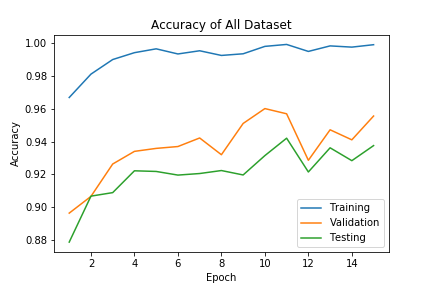 Accuracy of All Dataset
1.00
0.98
0.96
0.94
0.92
0.90
0.88
Accuracy
Training
Validation
Testing
2 4 6 8 10 12 14
Epoch